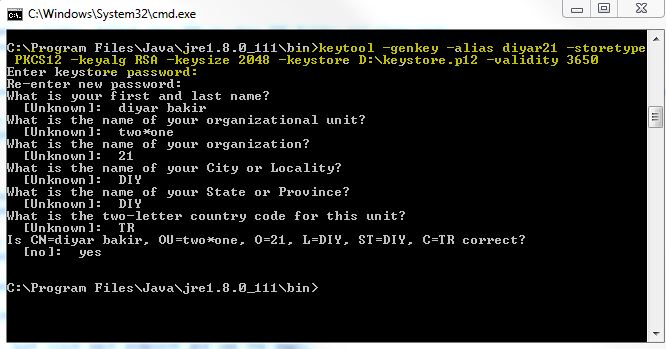 C:\Windows\System32\cmd.exe
C:\Program Files\Java\jre1.8.0_111\bin>keytool -genkey -alias diyar21 -storetype
 PKCS12 -keyalg RSA -keysize 2048 -keystore D:\keystore.p12 -validity 3650
Enter keystore password:
Re-enter new password:
What is your first and last name?
  [Unknown]:  diyar bakir
What is the name of your organizational unit?
  [Unknown]:  two*one
What is the name of your organization?
  [Unknown]:  21
What is the name of your City or Locality?
  [Unknown]:  DIY
What is the name of your State or Province?
  [Unknown]:  DIY
What is the two-letter country code for this unit?
  [Unknown]:  TR
Is CN=diyar bakir, OU=two*one, O=21, L=DIY, ST=DIY, C=TR correct?
  [no]:  yes
C:\Program Files\Java\jre1.8.0_111\bin>